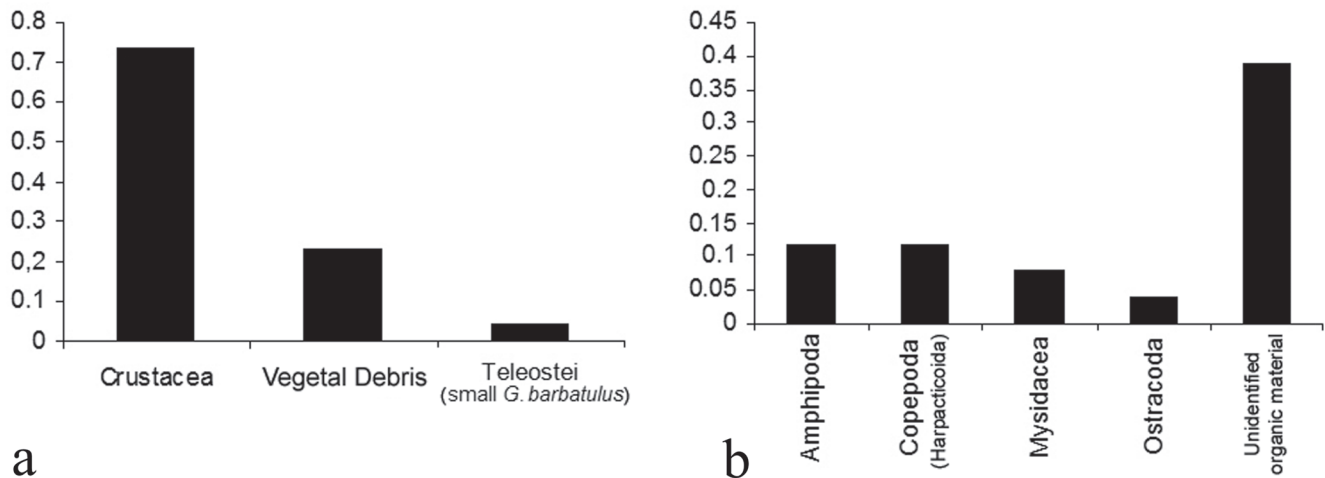 0.8
0.7
0.6
0.5
0.4
0.3
0,2
0.1
0
Crustacea
Vegetal Debris
Teleostei
(small G. barbatulus)
a
0.45
0.4
0.35
0.3
0.25
0.2
0.15
0.1
0.05
0
Amphipoda
Copepoda
(Harpacticoida)
Mysidacea
Ostracoda
Unidentified
organic material
b